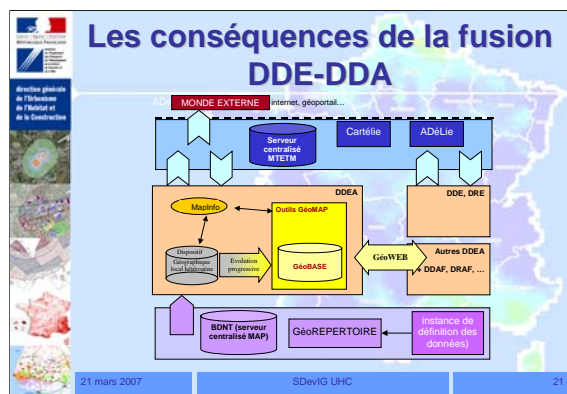 Les conséquences de la fusion
DDE-DDA
RÉPUBLIQUE FRANÇAISE
direction générale
de l'Urbanisme
de l'Habitat et
de la Construction
MONDE EXTERNE
internet, géoportail…
Serveur
centralisé
MTETM
Cartélie
ADéLie
DDEA
MapInfo
Outils GéoMAP
Dispositif
Géographique
local hétérogène
Evolution
progressive
GéoBASE
GéoWEB
DDE, DRE
Autres DDEA
+ DDAF, DRAF, …
BDNT (serveur
centralisé MAP)
GéoREPERTOIRE
instance de
définition des
données)
21 mars 2007
SDevIG UHC
21